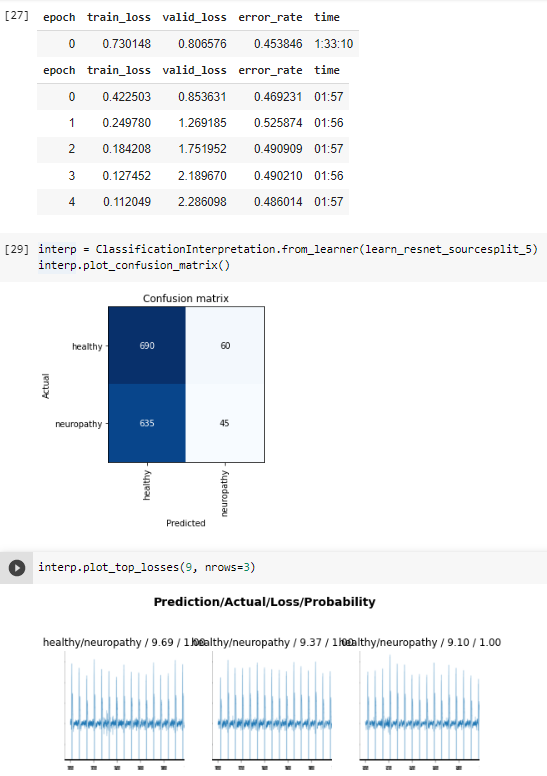 [27] epoch train_loss valid_loss error_rate time
0 0.730148 0.806576 0.453846 1:33:10
epoch train_loss valid_loss error_rate time
0 0.422503 0.853631 0.469231 01:57
1 0.249780 1.269185 0.525874 01:56
2 0.184208 1.751952 0.490909 01:57
3 0.127452 2.189670 0.490210 01:56
4 0.112049 2.286098 0.486014 01:57
[29] interp = ClassificationInterpretation.from_learner(learn_resnet_sourcesplit_5)
interp.plot_confusion_matrix()
Confusion matrix
healthy 690 60
Actual
neuropathy 635 45
healthy neuropathy
Predicted
interp.plot_top_losses(9, nrows=3)
Prediction/Actual/Loss/Probability
healthy/neuropathy / 9.69 / 1.00 healthy/neuropathy / 9.37 / 1.00 healthy/neuropathy / 9.10 / 1.00